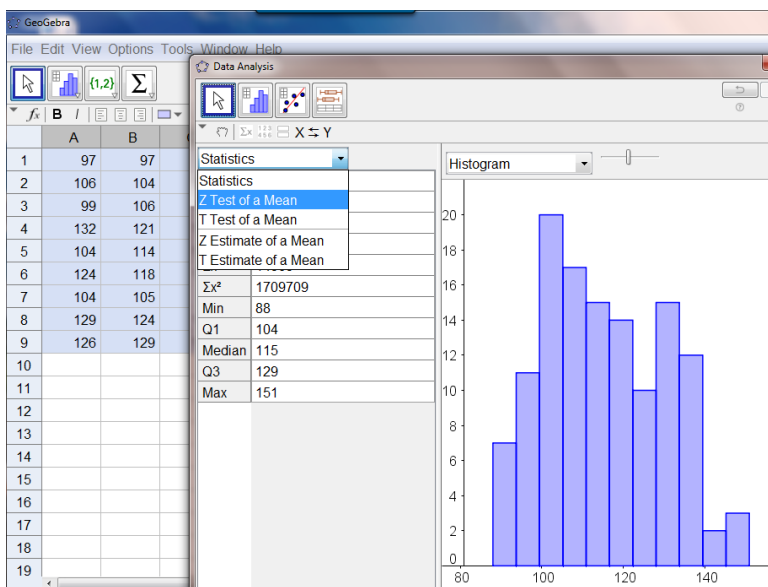 GeoGebra
File Edit View Options Tools Window Help
Data Analysis
{1,2} Σ
fx B I
Σx 123 456 X ⇆ Y
A B
1 97 97
2 106 104
3 99 106
4 132 121
5 104 114
6 124 118
7 104 105
8 129 124
9 126 129
10
11
12
13
14
15
16
17
18
19
Statistics
Statistics
Z Test of a Mean
T Test of a Mean
Z Estimate of a Mean
T Estimate of a Mean
Σx² 1709709
Min 88
Q1 104
Median 115
Q3 129
Max 151
Histogram
20
18
16
14
12
10
8
6
4
2
0
80 100 120 140